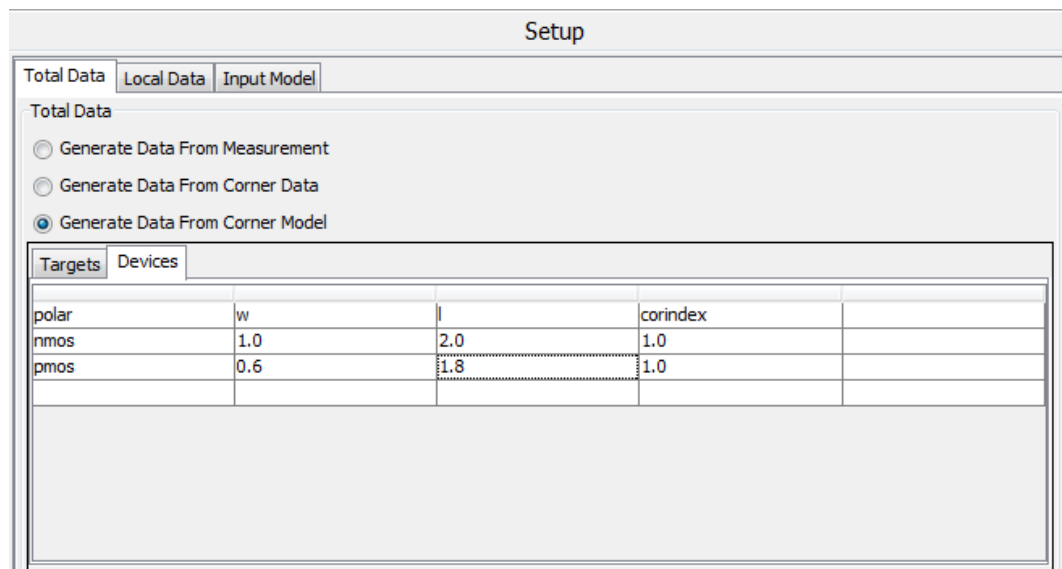 Setup
Total Data Local Data Input Model
Total Data
Generate Data From Measurement
Generate Data From Corner Data
Generate Data From Corner Model
Targets Devices
polar w l corindex
nmos 1.0 2.0 1.0
pmos 0.6 1.8 1.0